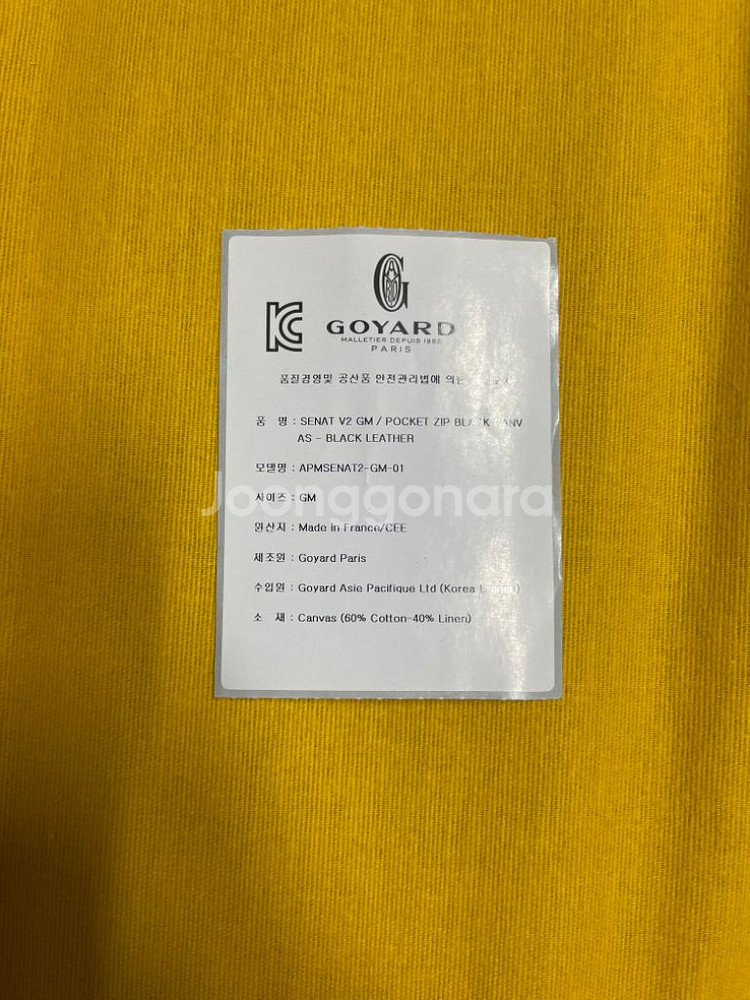 KC
GOYARD
MALLETIER DEPUIS 1853
PARIS
품질경영및 공산품 안전관리법에 의한
품 명 : SENAT V2 GM / POCKET ZIP BLACK CANV
AS - BLACK LEATHER
모델명 : APMSENAT2-GM-01
사이즈 : GM
원산지 : Made in France/CEE
제조원 : Goyard Paris
수입원 : Goyard Asie Pacifique Ltd (Korea
소 재 : Canvas (60% Cotton-40% Linen)
Joonggonara